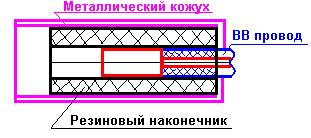 Металлический кожух
ВВ провод
Резиновый наконечник